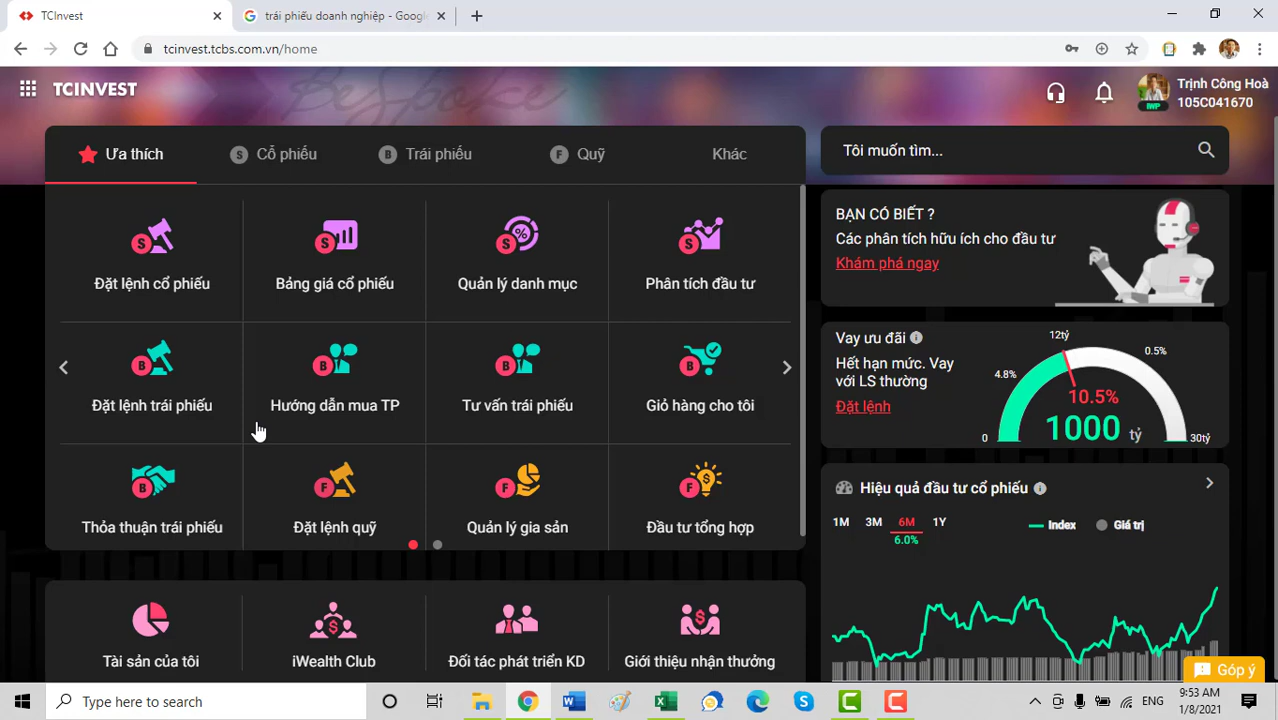 TCInvest
trái phiếu doanh nghiệp - Google
tcinvest.tcbs.com.vn/home
TCINVEST
Trịnh Công Hoà
105C041670
IWP
Ưa thích
S Cổ phiếu
B Trái phiếu
F Quỹ
Khác
Tôi muốn tìm...
S
S
S
%
S
Đặt lệnh cổ phiếu
Bảng giá cổ phiếu
Quản lý danh mục
Phân tích đầu tư
B
B
B
B
Đặt lệnh trái phiếu
Hướng dẫn mua TP
Tư vấn trái phiếu
Giỏ hàng cho tôi
B
F
F
F
Thỏa thuận trái phiếu
Đặt lệnh quỹ
Quản lý gia sản
Đầu tư tổng hợp
$
$
Tài sản của tôi
iWealth Club
Đối tác phát triển KD
Giới thiệu nhận thưởng
BẠN CÓ BIẾT ?
Các phân tích hữu ích cho đầu tư
Khám phá ngay
Vay ưu đãi
Hết hạn mức. Vay
với LS thường
Đặt lệnh
12tỷ
4.8%
0.5%
10.5%
1000 tỷ
0
30tỷ
Hiệu quả đầu tư cổ phiếu
1M 3M 6M 1Y
6.0%
Index
Giá trị
Góp ý
Type here to search
ENG
9:53 AM
1/8/2021